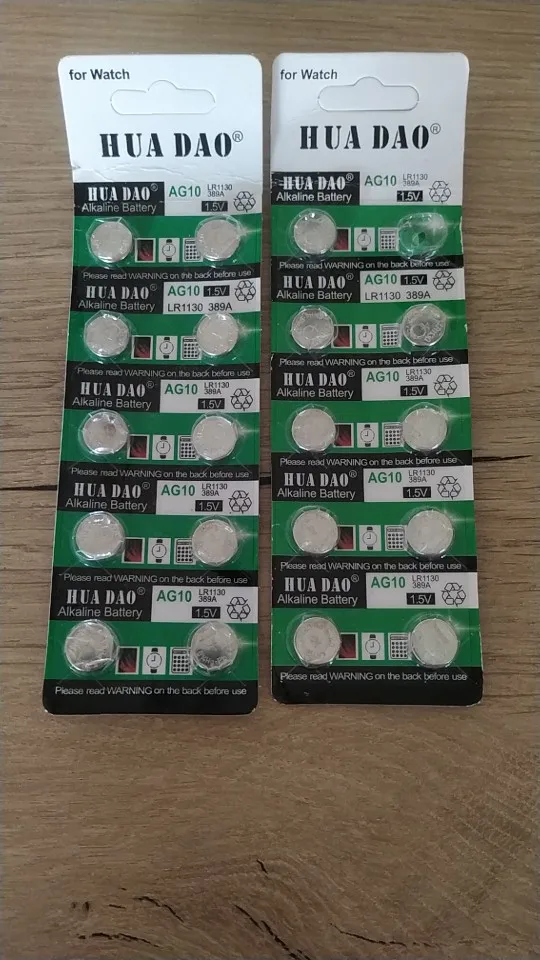 for Watch
HUA DAO®
HUA DAO® AG10 LR1130 389A
Alkaline Battery 1.5V
Please read WARNING on the back before use
HUA DAO® AG10 1.5V
Alkaline Battery LR1130 389A
Please read WARNING on the back before use
HUA DAO® AG10 LR1130 389A
Alkaline Battery 1.5V
Please read WARNING on the back before use
HUA DAO® AG10 LR1130 389A
Alkaline Battery 1.5V
Please read WARNING on the back before use
HUA DAO® AG10 LR1130 389A
Alkaline Battery 1.5V
Please read WARNING on the back before use
for Watch
HUA DAO®
HUA DAO® AG10 LR1130 389A
Alkaline Battery 1.5V
Please read WARNING on the back before use
HUA DAO® AG10 1.5V
Alkaline Battery LR1130 389A
Please read WARNING on the back before use
HUA DAO® AG10 LR1130 389A
Alkaline Battery 1.5V
Please read WARNING on the back before use
HUA DAO® AG10 LR1130 389A
Alkaline Battery 1.5V
Please read WARNING on the back before use
HUA DAO® AG10 LR1130 389A
Alkaline Battery 1.5V
Please read WARNING on the back before use